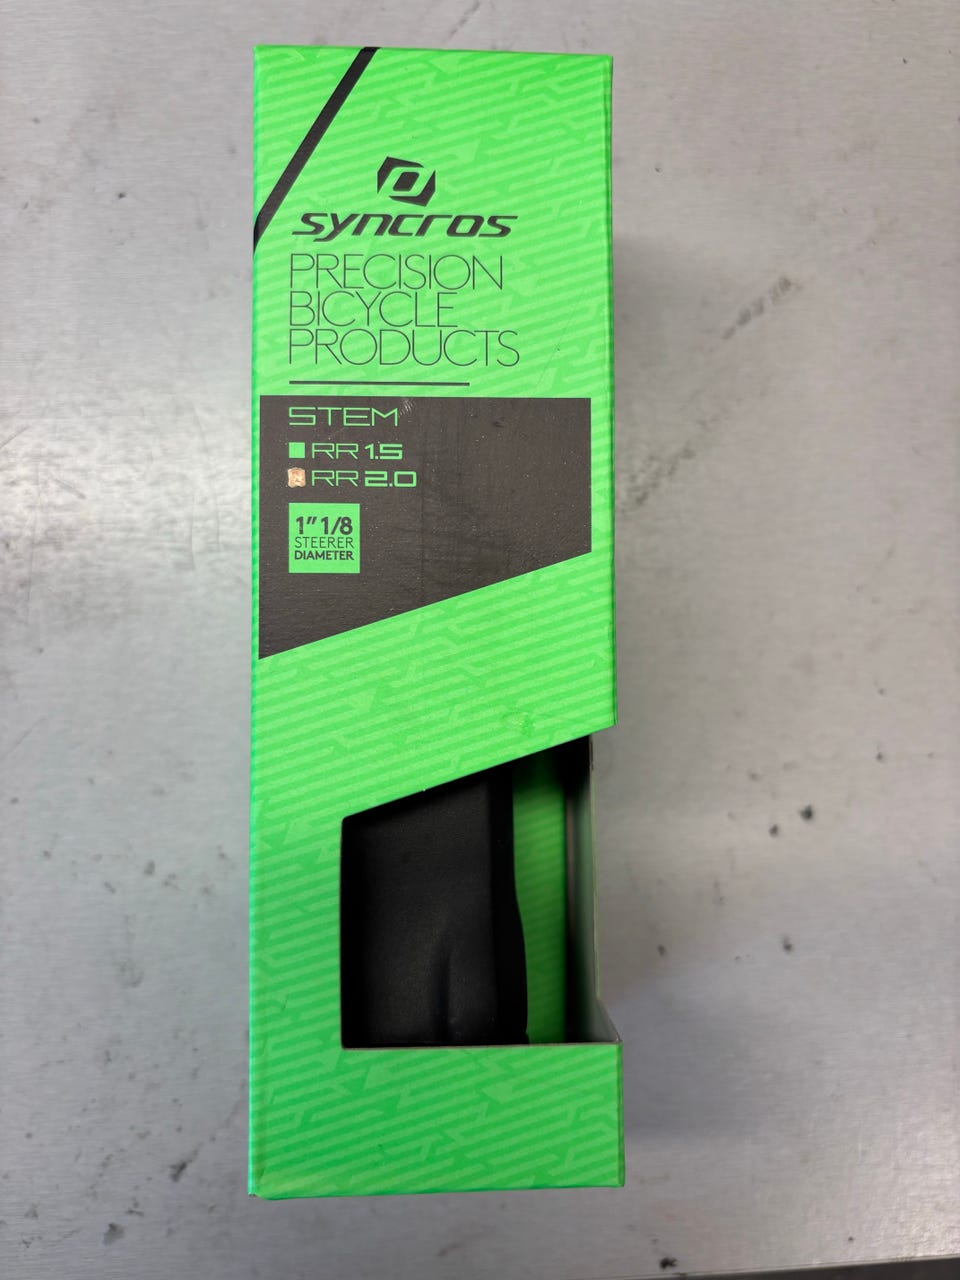 syncros
PRECISION
BICYCLE
PRODUCTS
STEM
RR 1.5
RR 2.0
1" 1/8
STEERER
DIAMETER